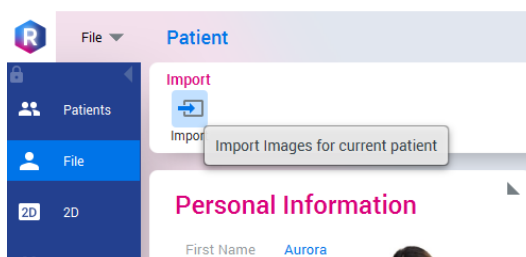 R
File
Patient
Import
Impor
Import Images for current patient
Patients
File
2D
2D
Personal Information
First Name Aurora